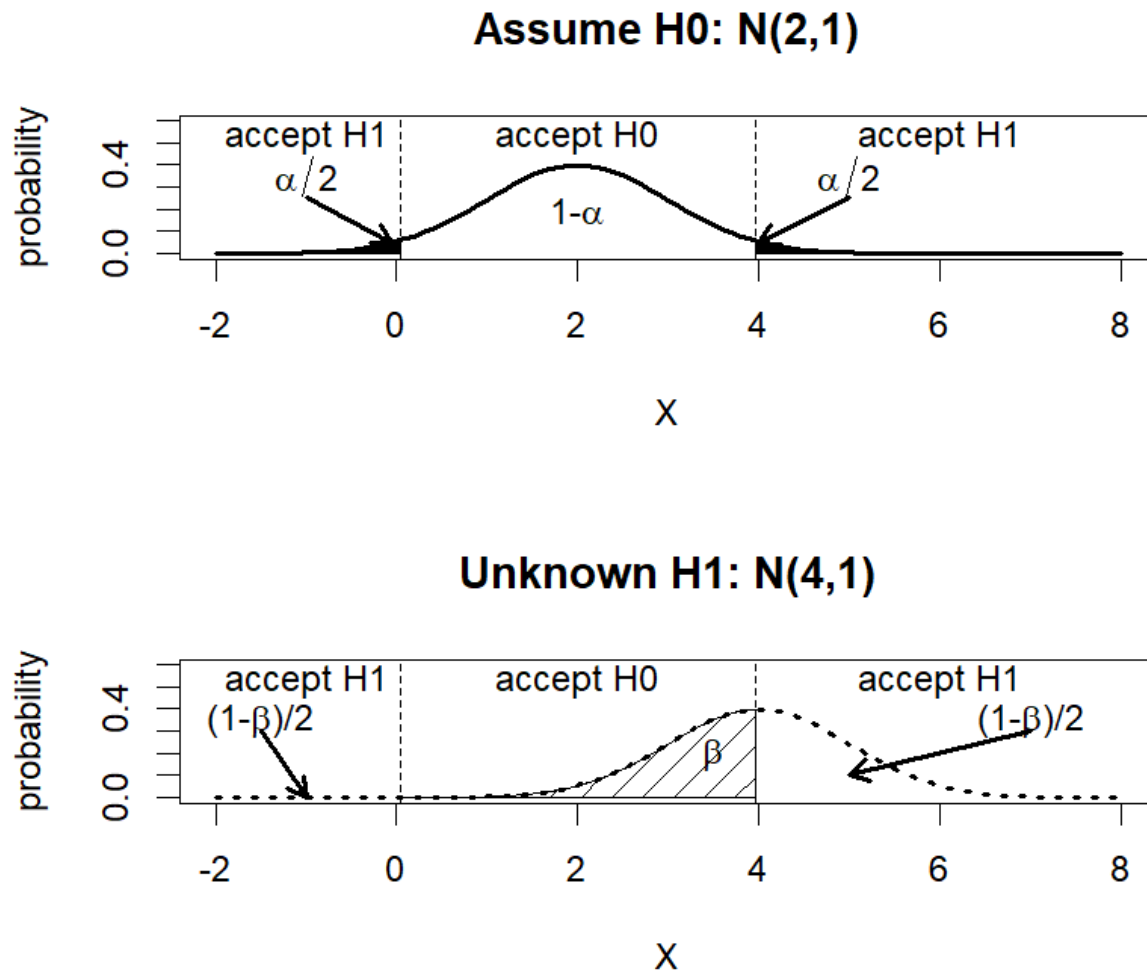 Assume H0: N(2,1)
probability
0.0
0.4
accept H1
accept H0
accept H1
α/2
α/2
1-α
-2 0 2 4 6 8
X
Unknown H1: N(4,1)
probability
0.0
0.4
accept H1
accept H0
accept H1
(1-β)/2
(1-β)/2
β
-2 0 2 4 6 8
X